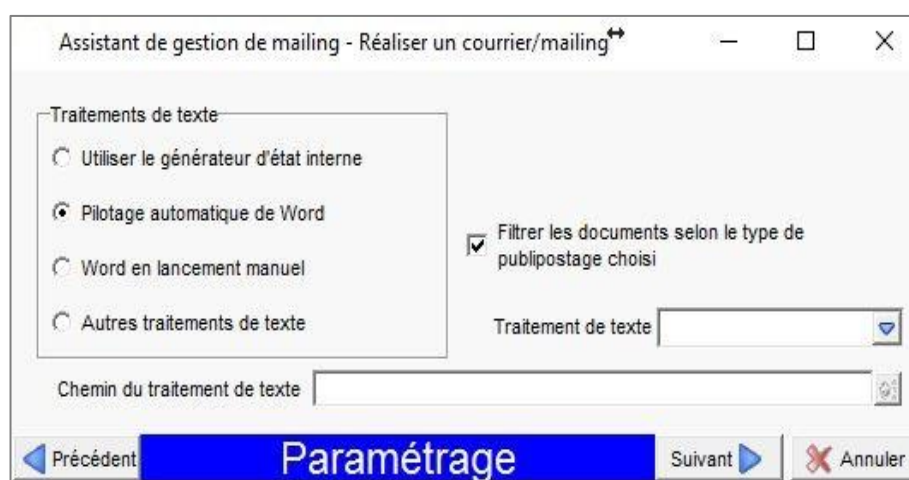 Assistant de gestion de mailing - Réaliser un courrier/mailing
Traitements de texte
Utiliser le générateur d'état interne
Pilotage automatique de Word
Word en lancement manuel
Autres traitements de texte
Filtrer les documents selon le type de
publipostage choisi
Traitement de texte
Chemin du traitement de texte
Précédent
Paramétrage
Suivant
Annuler